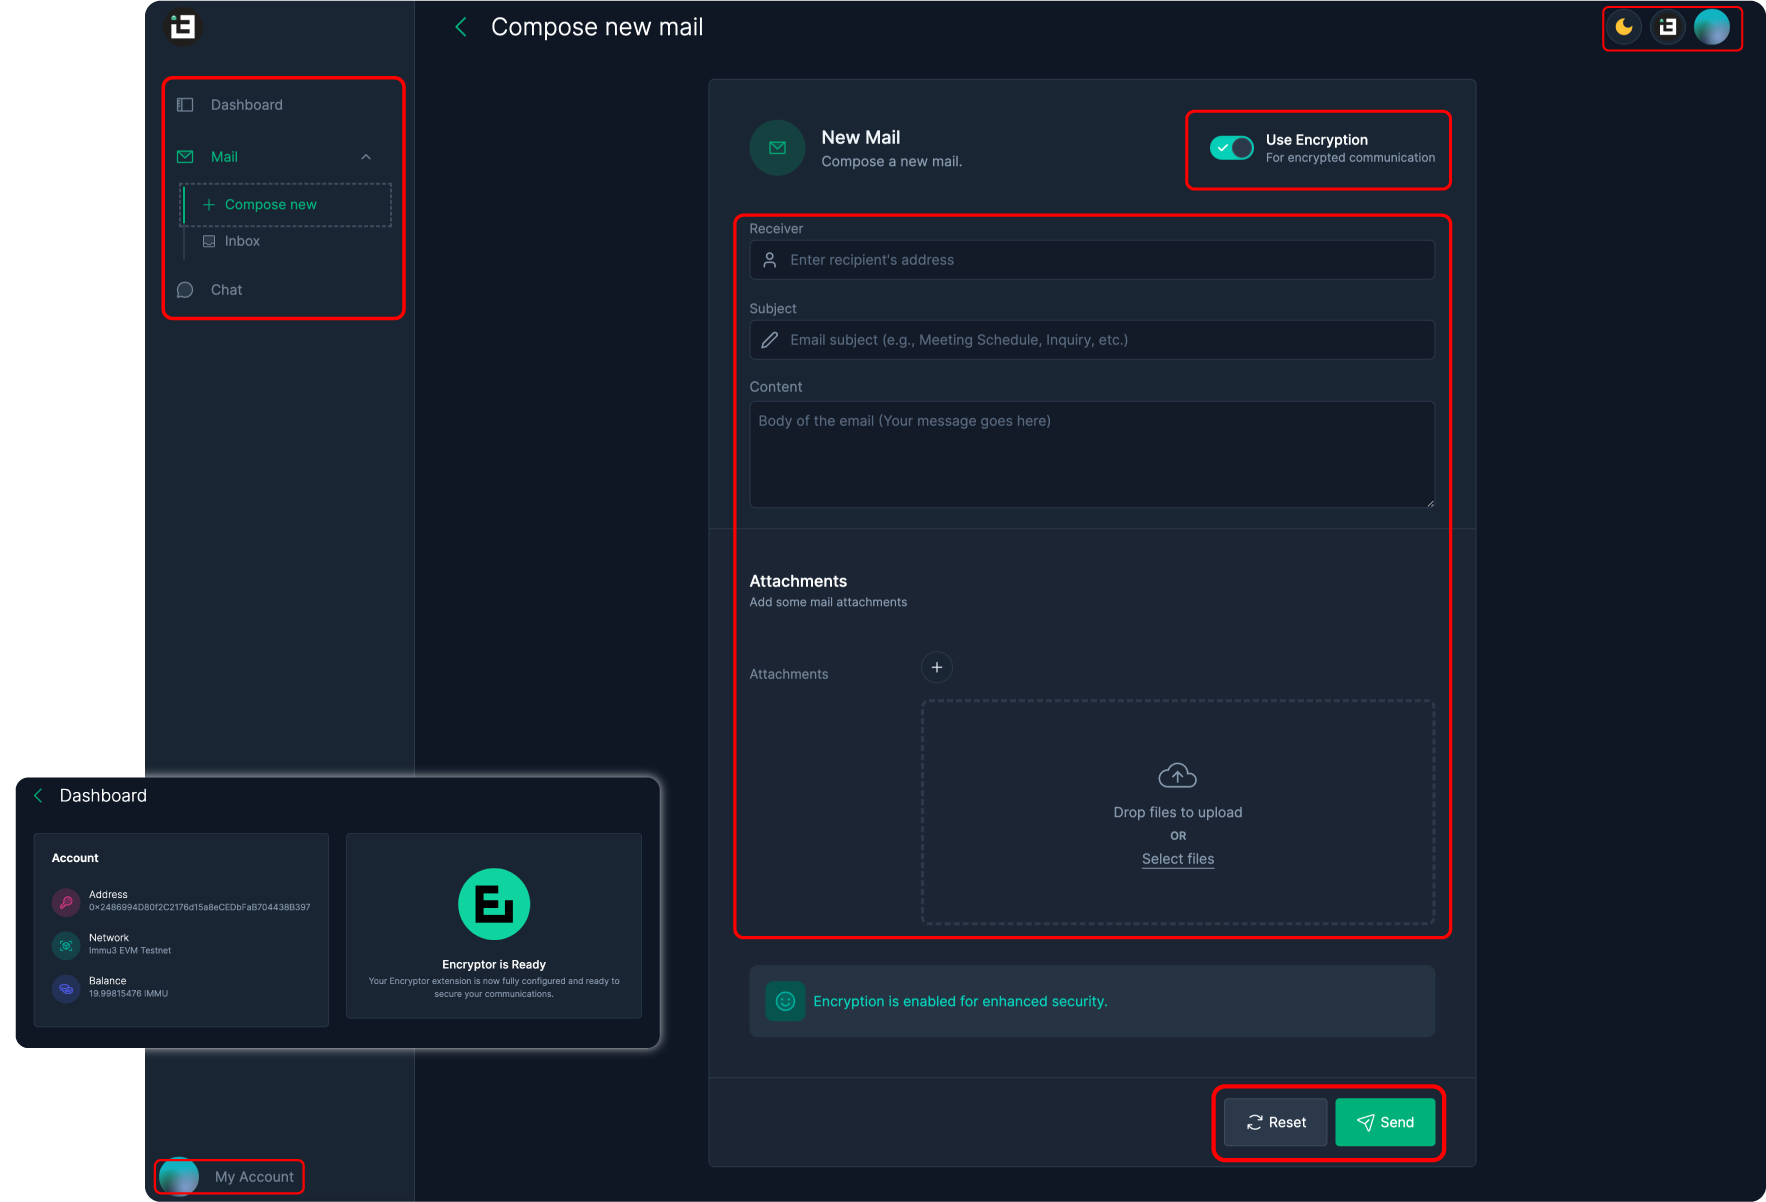 Compose new mail
Dashboard
Mail
Compose new
Inbox
Chat
New Mail
Compose a new mail.
Use Encryption
For encrypted communication
Receiver
Enter recipient's address
Subject
Email subject (e.g., Meeting Schedule, Inquiry, etc.)
Content
Body of the email (Your message goes here)
Attachments
Add some mail attachments
Attachments
Drop files to upload
OR
Select files
Encryption is enabled for enhanced security.
Reset
Send
Dashboard
Account
Address
0x2486994D80f2C2176d15a8eCEDbFaB704438B397
Network
Immu3 EVM Testnet
Balance
19.99815476 IMMU
Encryptor is Ready
Your Encryptor extension is now fully configured and ready to
secure your communications.
My Account